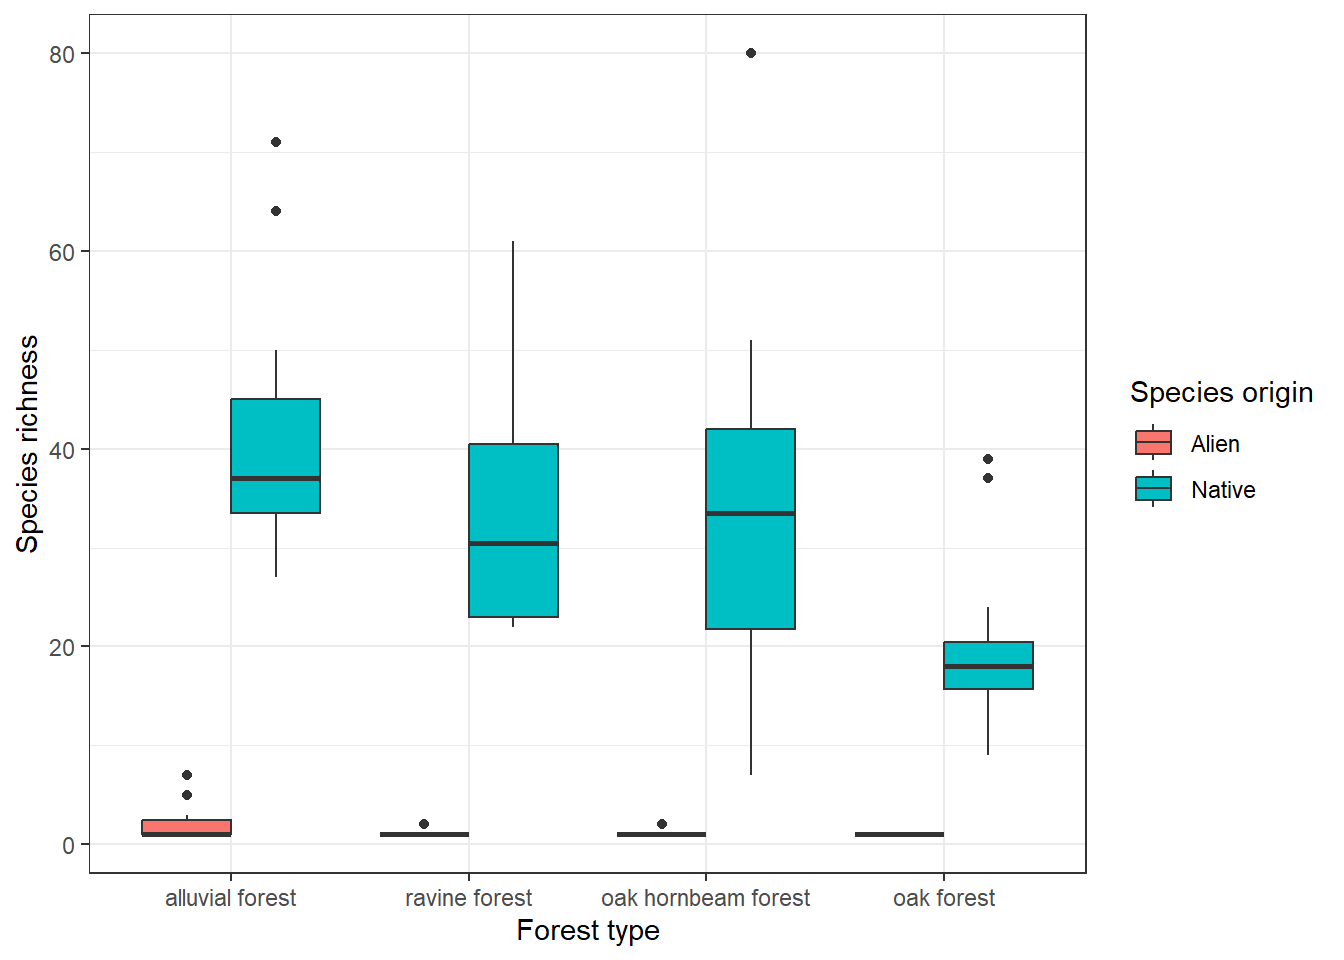 Species richness
80
60
40
20
0
alluvial forest
ravine forest
oak hornbeam forest
oak forest
Forest type
Species origin
Alien
Native